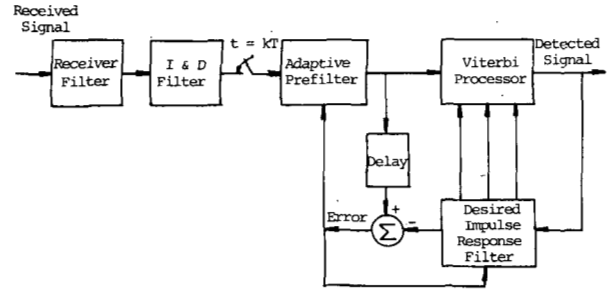 Received
Signal
Receiver
Filter
I & D
Filter
t = kT
Adaptive
Prefilter
Viterbi
Processor
Detected
Signal
Delay
+
Error
Σ
-
Desired
Impulse
Response
Filter